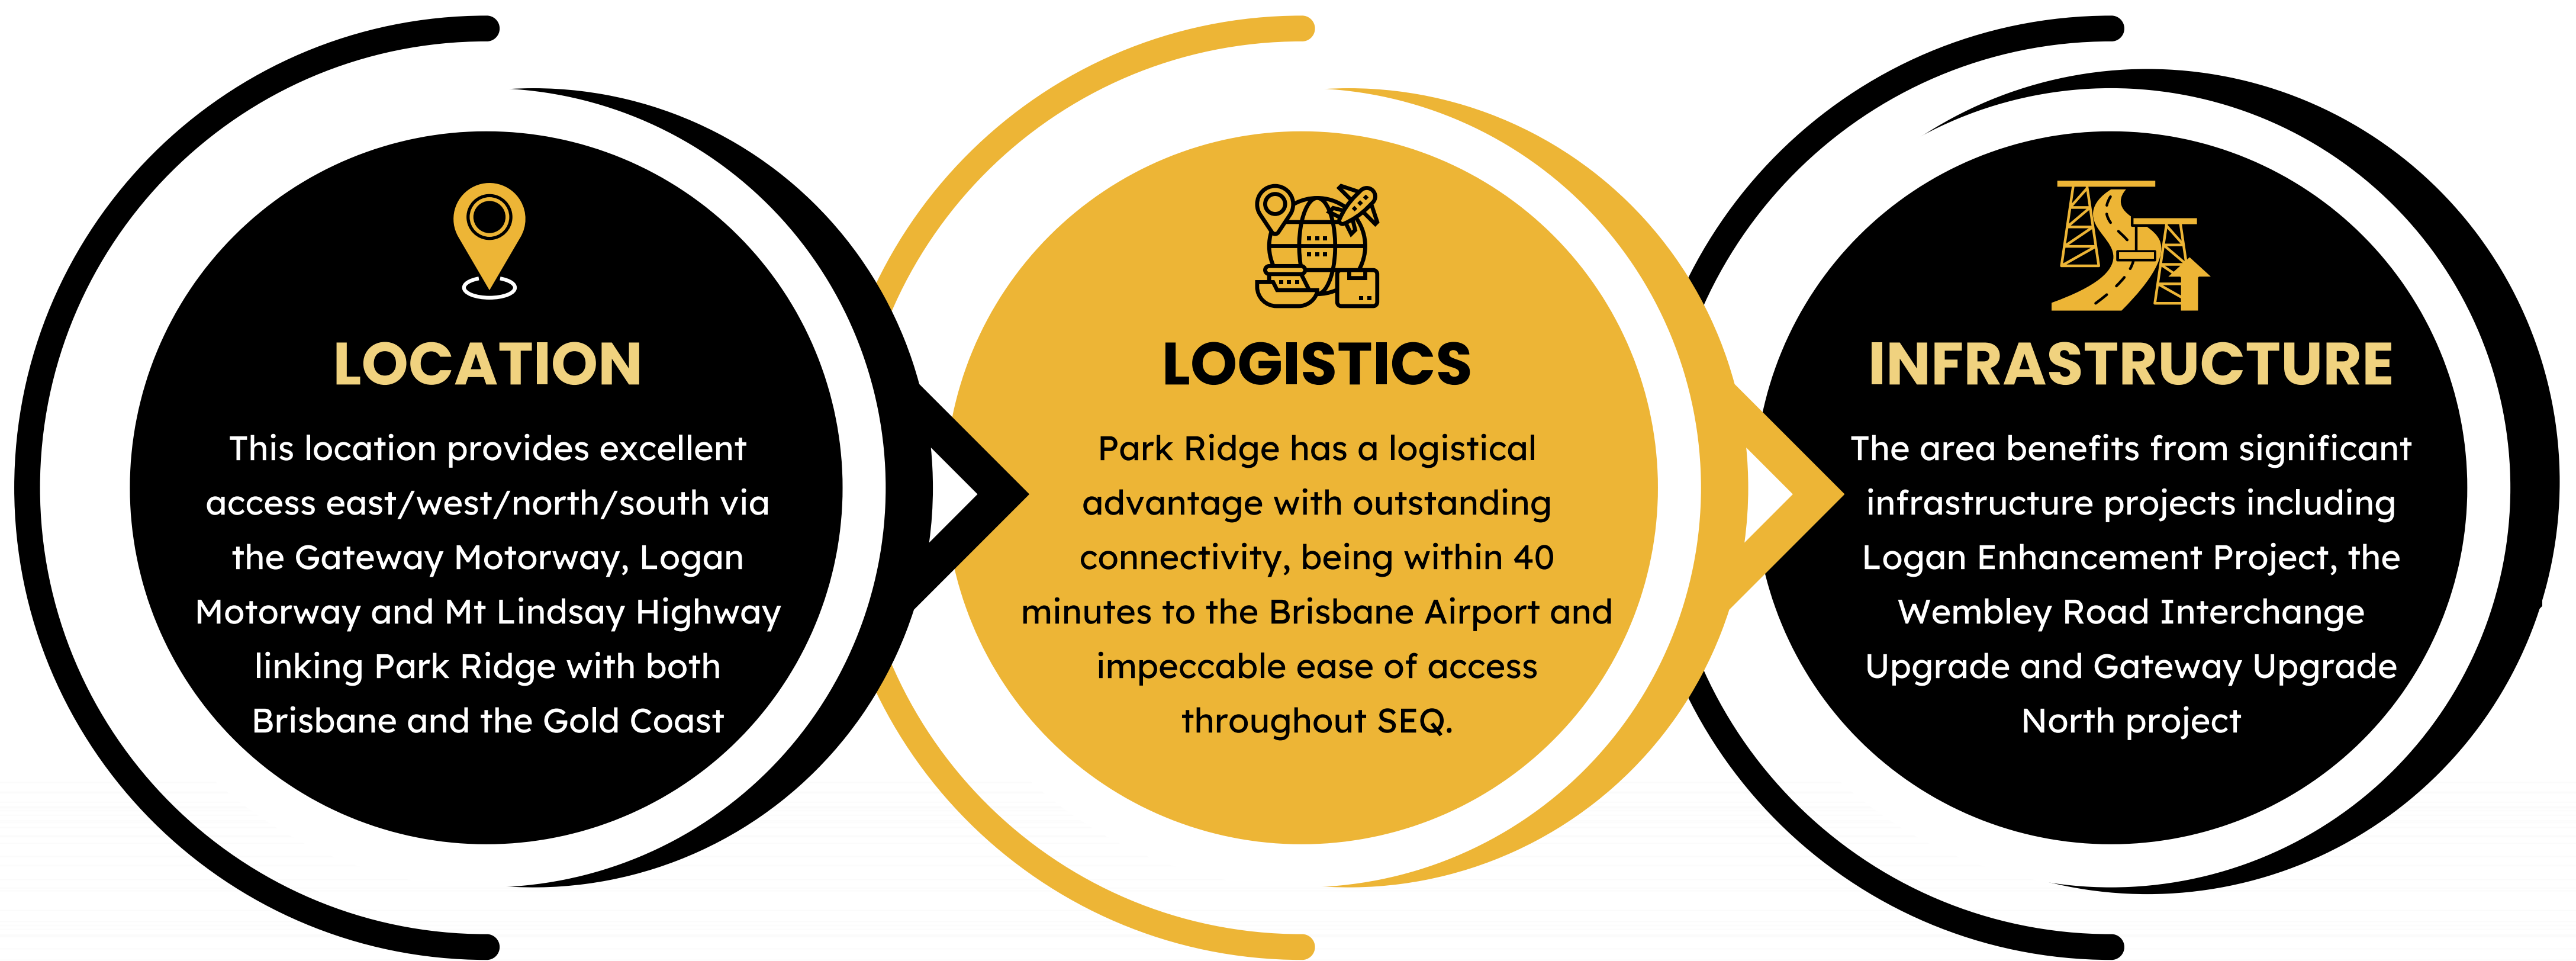 LOCATION
This location provides excellent
access east/west/north/south via
the Gateway Motorway, Logan
Motorway and Mt Lindsay Highway
linking Park Ridge with both
Brisbane and the Gold Coast
LOGISTICS
Park Ridge has a logistical
advantage with outstanding
connectivity, being within 40
minutes to the Brisbane Airport and
impeccable ease of access
throughout SEQ.
INFRASTRUCTURE
The area benefits from significant
infrastructure projects including
Logan Enhancement Project, the
Wembley Road Interchange
Upgrade and Gateway Upgrade
North project